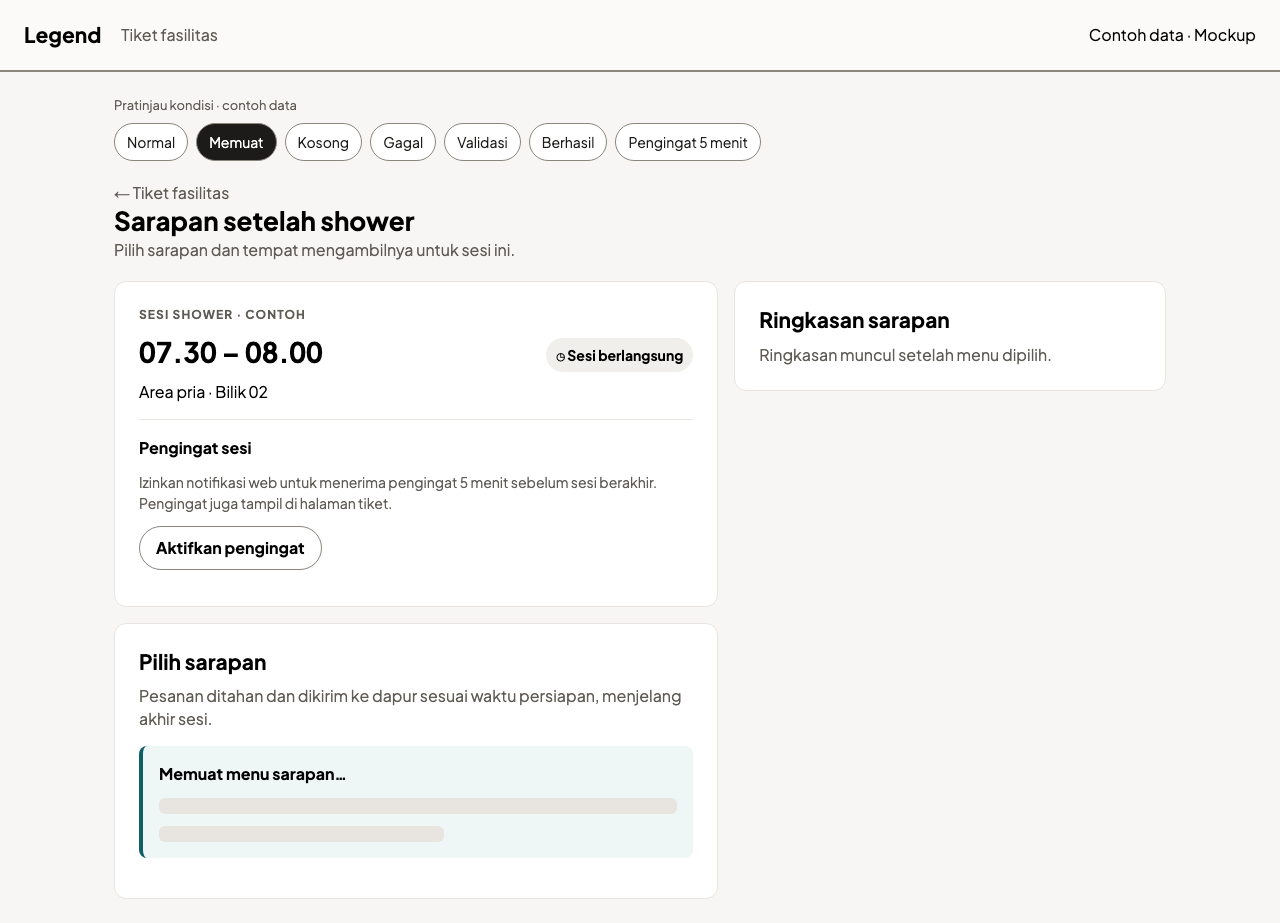 Legend Tiket fasilitas Contoh data · Mockup
Pratinjau kondisi · contoh data
Normal Memuat Kosong Gagal Validasi Berhasil Pengingat 5 menit
← Tiket fasilitas
Sarapan setelah shower
Pilih sarapan dan tempat mengambilnya untuk sesi ini.
SESI SHOWER · CONTOH
07.30 – 08.00
Sesi berlangsung
Area pria · Bilik 02
Pengingat sesi
Izinkan notifikasi web untuk menerima pengingat 5 menit sebelum sesi berakhir.
Pengingat juga tampil di halaman tiket.
Aktifkan pengingat
Pilih sarapan
Pesanan ditahan dan dikirim ke dapur sesuai waktu persiapan, menjelang
akhir sesi.
Memuat menu sarapan…
Ringkasan sarapan
Ringkasan muncul setelah menu dipilih.